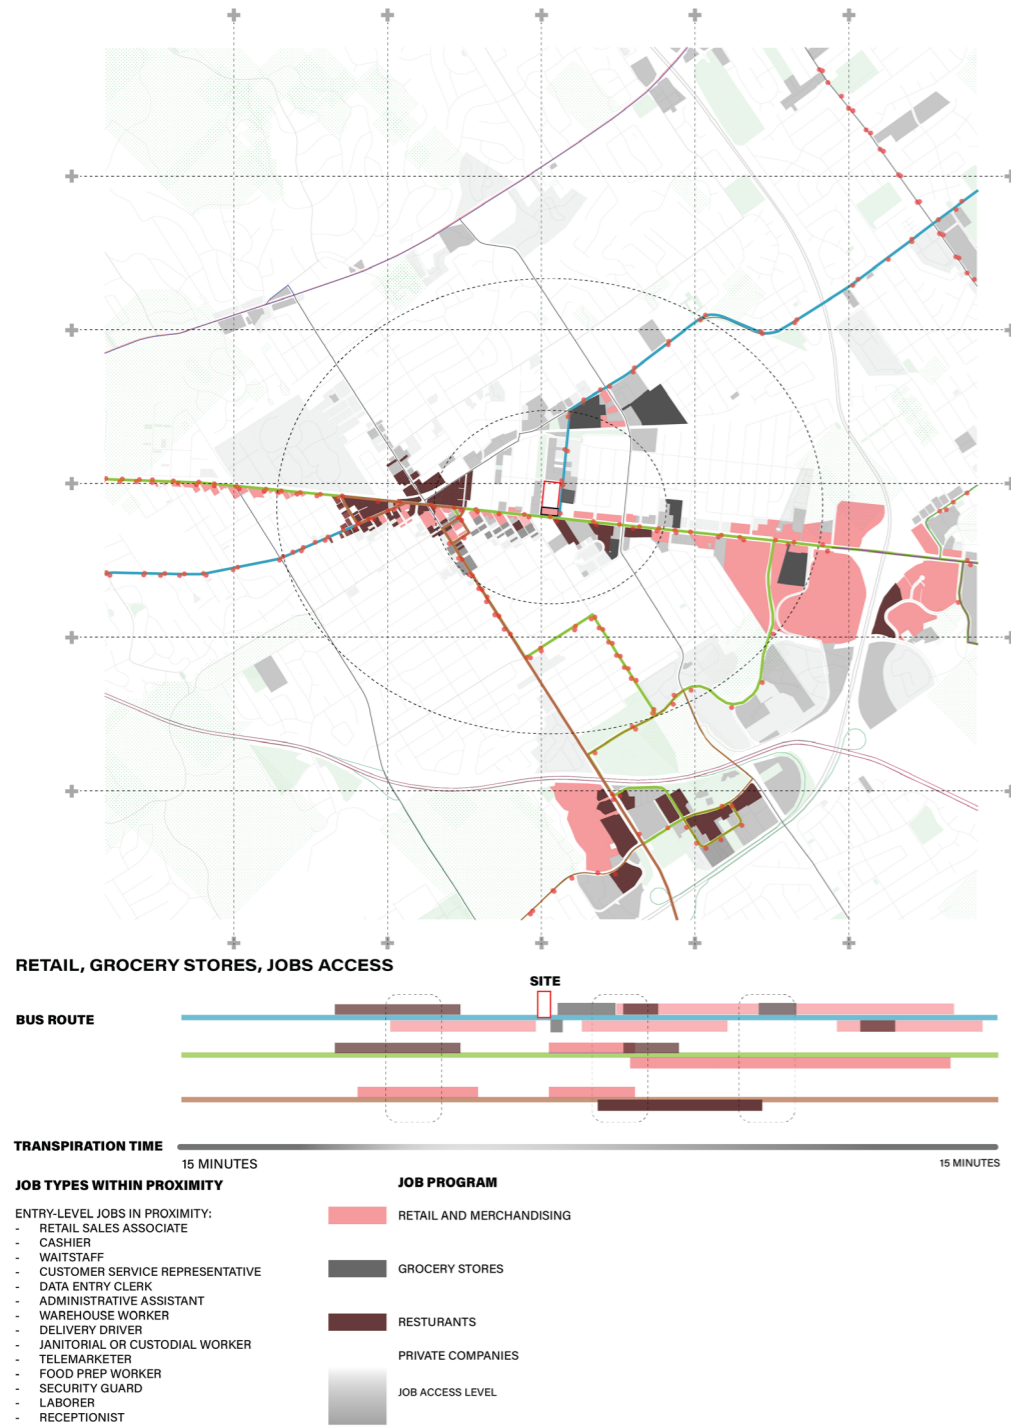 RETAIL, GROCERY STORES, JOBS ACCESS
SITE
BUS ROUTE
TRANSPIRATION TIME
15 MINUTES
15 MINUTES
JOB TYPES WITHIN PROXIMITY
ENTRY-LEVEL JOBS IN PROXIMITY:
- RETAIL SALES ASSOCIATE
- CASHIER
- WAITSTAFF
- CUSTOMER SERVICE REPRESENTATIVE
- DATA ENTRY CLERK
- ADMINISTRATIVE ASSISTANT
- WAREHOUSE WORKER
- DELIVERY DRIVER
- JANITORIAL OR CUSTODIAL WORKER
- TELEMARKETER
- FOOD PREP WORKER
- SECURITY GUARD
- LABORER
- RECEPTIONIST
JOB PROGRAM
RETAIL AND MERCHANDISING
GROCERY STORES
RESTURANTS
PRIVATE COMPANIES
JOB ACCESS LEVEL